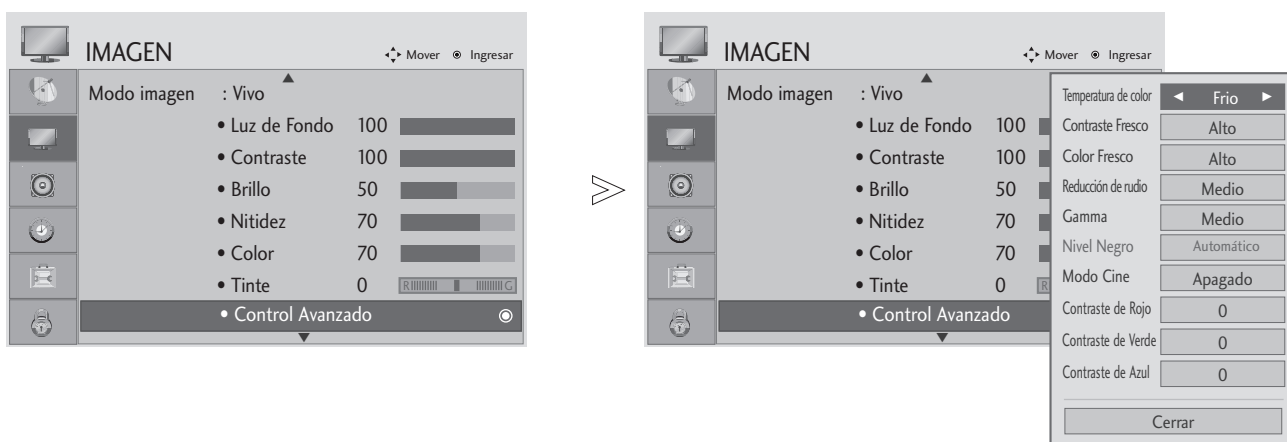 IMAGEN
Mover Ingresar
Modo imagen : Vivo
• Luz de Fondo 100
• Contraste 100
• Brillo 50
• Nitidez 70
• Color 70
• Tinte 0 R G
• Control Avanzado
IMAGEN
Mover Ingresar
Modo imagen : Vivo
• Luz de Fondo 100
• Contraste 100
• Brillo 50
• Nitidez 70
• Color 70
• Tinte 0 R
• Control Avanzado
Temperatura de color Frio
Contraste Fresco Alto
Color Fresco Alto
Reducción de rudio Medio
Gamma Medio
Nivel Negro Automático
Modo Cine Apagado
Contraste de Rojo 0
Contraste de Verde 0
Contraste de Azul 0
Cerrar